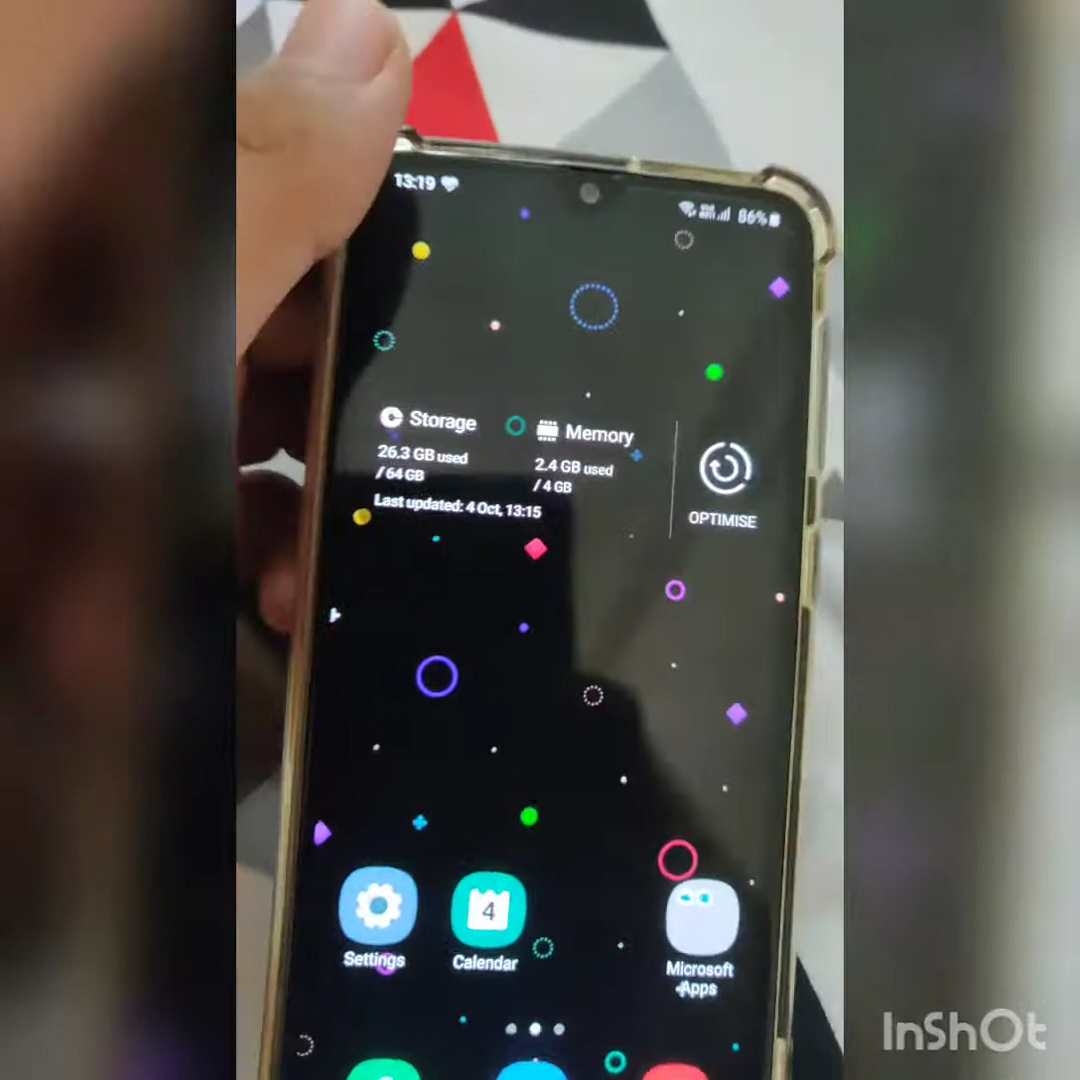 13:19
86%
Storage
26.3 GB used
/ 64 GB
Last updated: 4 Oct, 13:15
Memory
2.4 GB used
/ 4 GB
OPTIMISE
4
Settings
Calendar
Microsoft
Apps
InShOt